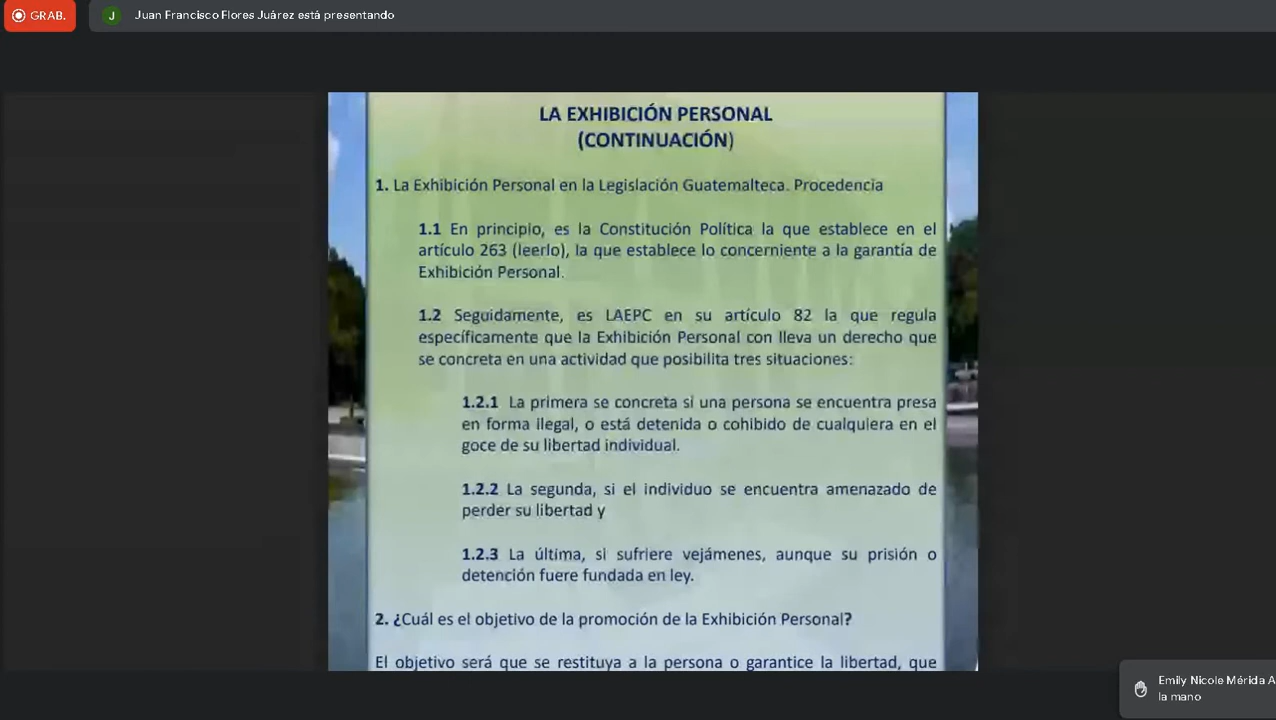 GRAB.
J
Juan Francisco Flores Juárez está presentando
LA EXHIBICIÓN PERSONAL
(CONTINUACIÓN)
1. La Exhibición Personal en la Legislación Guatemalteca. Procedencia
1.1 En principio, es la Constitución Política la que establece en el
artículo 263 (leerlo), la que establece lo concerniente a la garantía de
Exhibición Personal.
1.2 Seguidamente, es LAEPC en su artículo 82 la que regula
específicamente que la Exhibición Personal con lleva un derecho que
se concreta en una actividad que posibilita tres situaciones:
1.2.1 La primera se concreta si una persona se encuentra presa
en forma ilegal, o está detenida o cohibido de cualquiera en el
goce de su libertad individual.
1.2.2 La segunda, si el individuo se encuentra amenazado de
perder su libertad y
1.2.3 La última, si sufriere vejámenes, aunque su prisión o
detención fuere fundada en ley.
2. ¿Cuál es el objetivo de la promoción de la Exhibición Personal?
El objetivo será que se restituya a la persona o garantice la libertad, que
Emily Nicole Mérida A
la mano